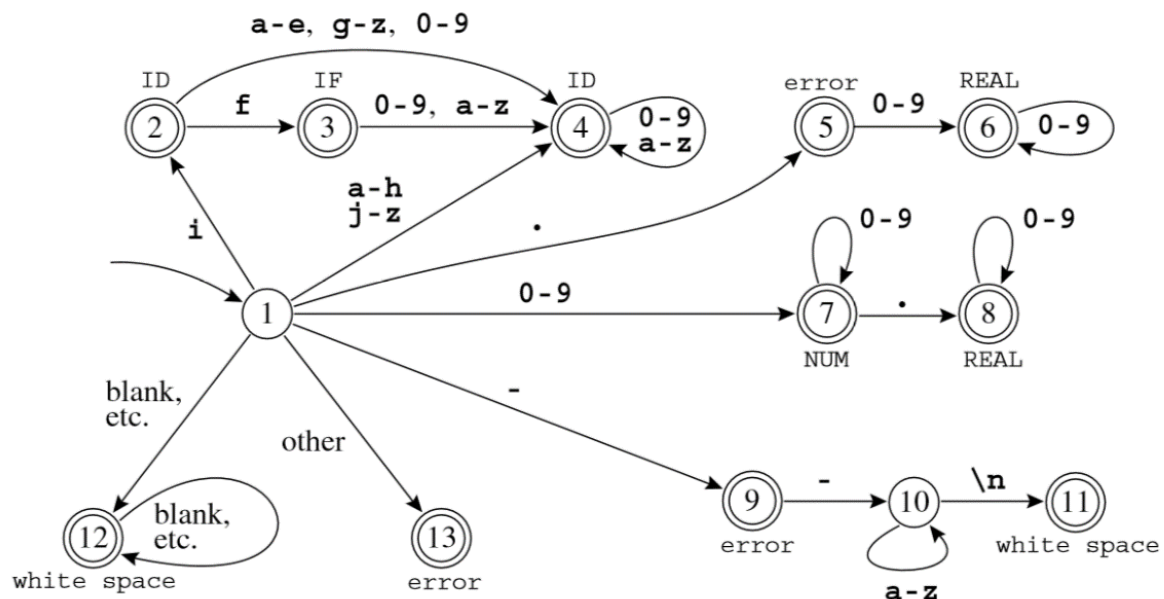 a-e, g-z, 0-9
ID
IF
ID
error
REAL
2
f
3
0-9, a-z
4
0-9
a-z
5
0-9
6
0-9
i
a-h
j-z
.
0-9
0-9
1
0-9
7
.
8
NUM
REAL
blank,
etc.
other
-
12
blank,
etc.
13
9
-
10
\n
11
white space
error
error
white space
a-z